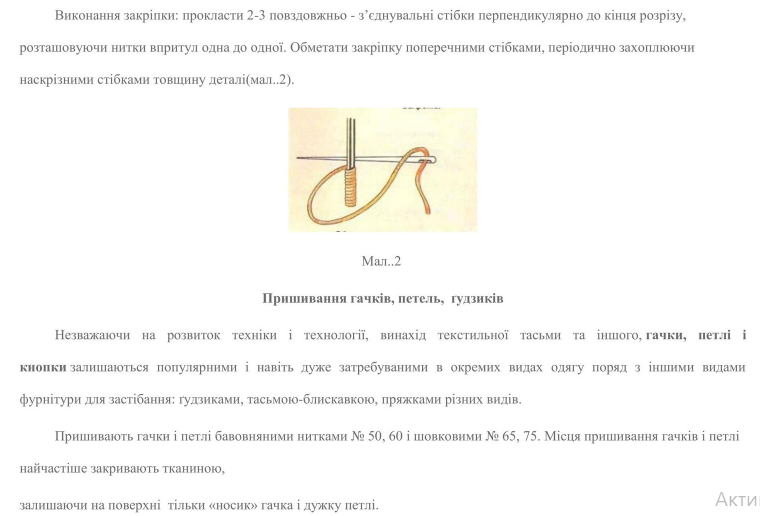 Виконання закріпки: прокласти 2-3 повздовжньо - з’єднувальні стібки перпендикулярно до кінця розрізу,
розташовуючи нитки впритул одна до одної. Обметати закріпку поперечними стібками, періодично захоплюючи
наскрізними стібками товщину деталі(мал..2).
Мал..2
Пришивання гачків, петель, ґудзиків
Незважаючи на розвиток техніки і технології, винахід текстильної тасьми та іншого, гачки, петлі і
кнопки залишаються популярними і навіть дуже затребуваними в окремих видах одягу поряд з іншими видами
фурнітури для застібання: ґудзиками, тасьмою-блискавкою, пряжками різних видів.
Пришивають гачки і петлі бавовняними нитками № 50, 60 і шовковими № 65, 75. Місця пришивання гачків і петлі
найчастіше закривають тканиною,
залишаючи на поверхні тільки «носик» гачка і дужку петлі.